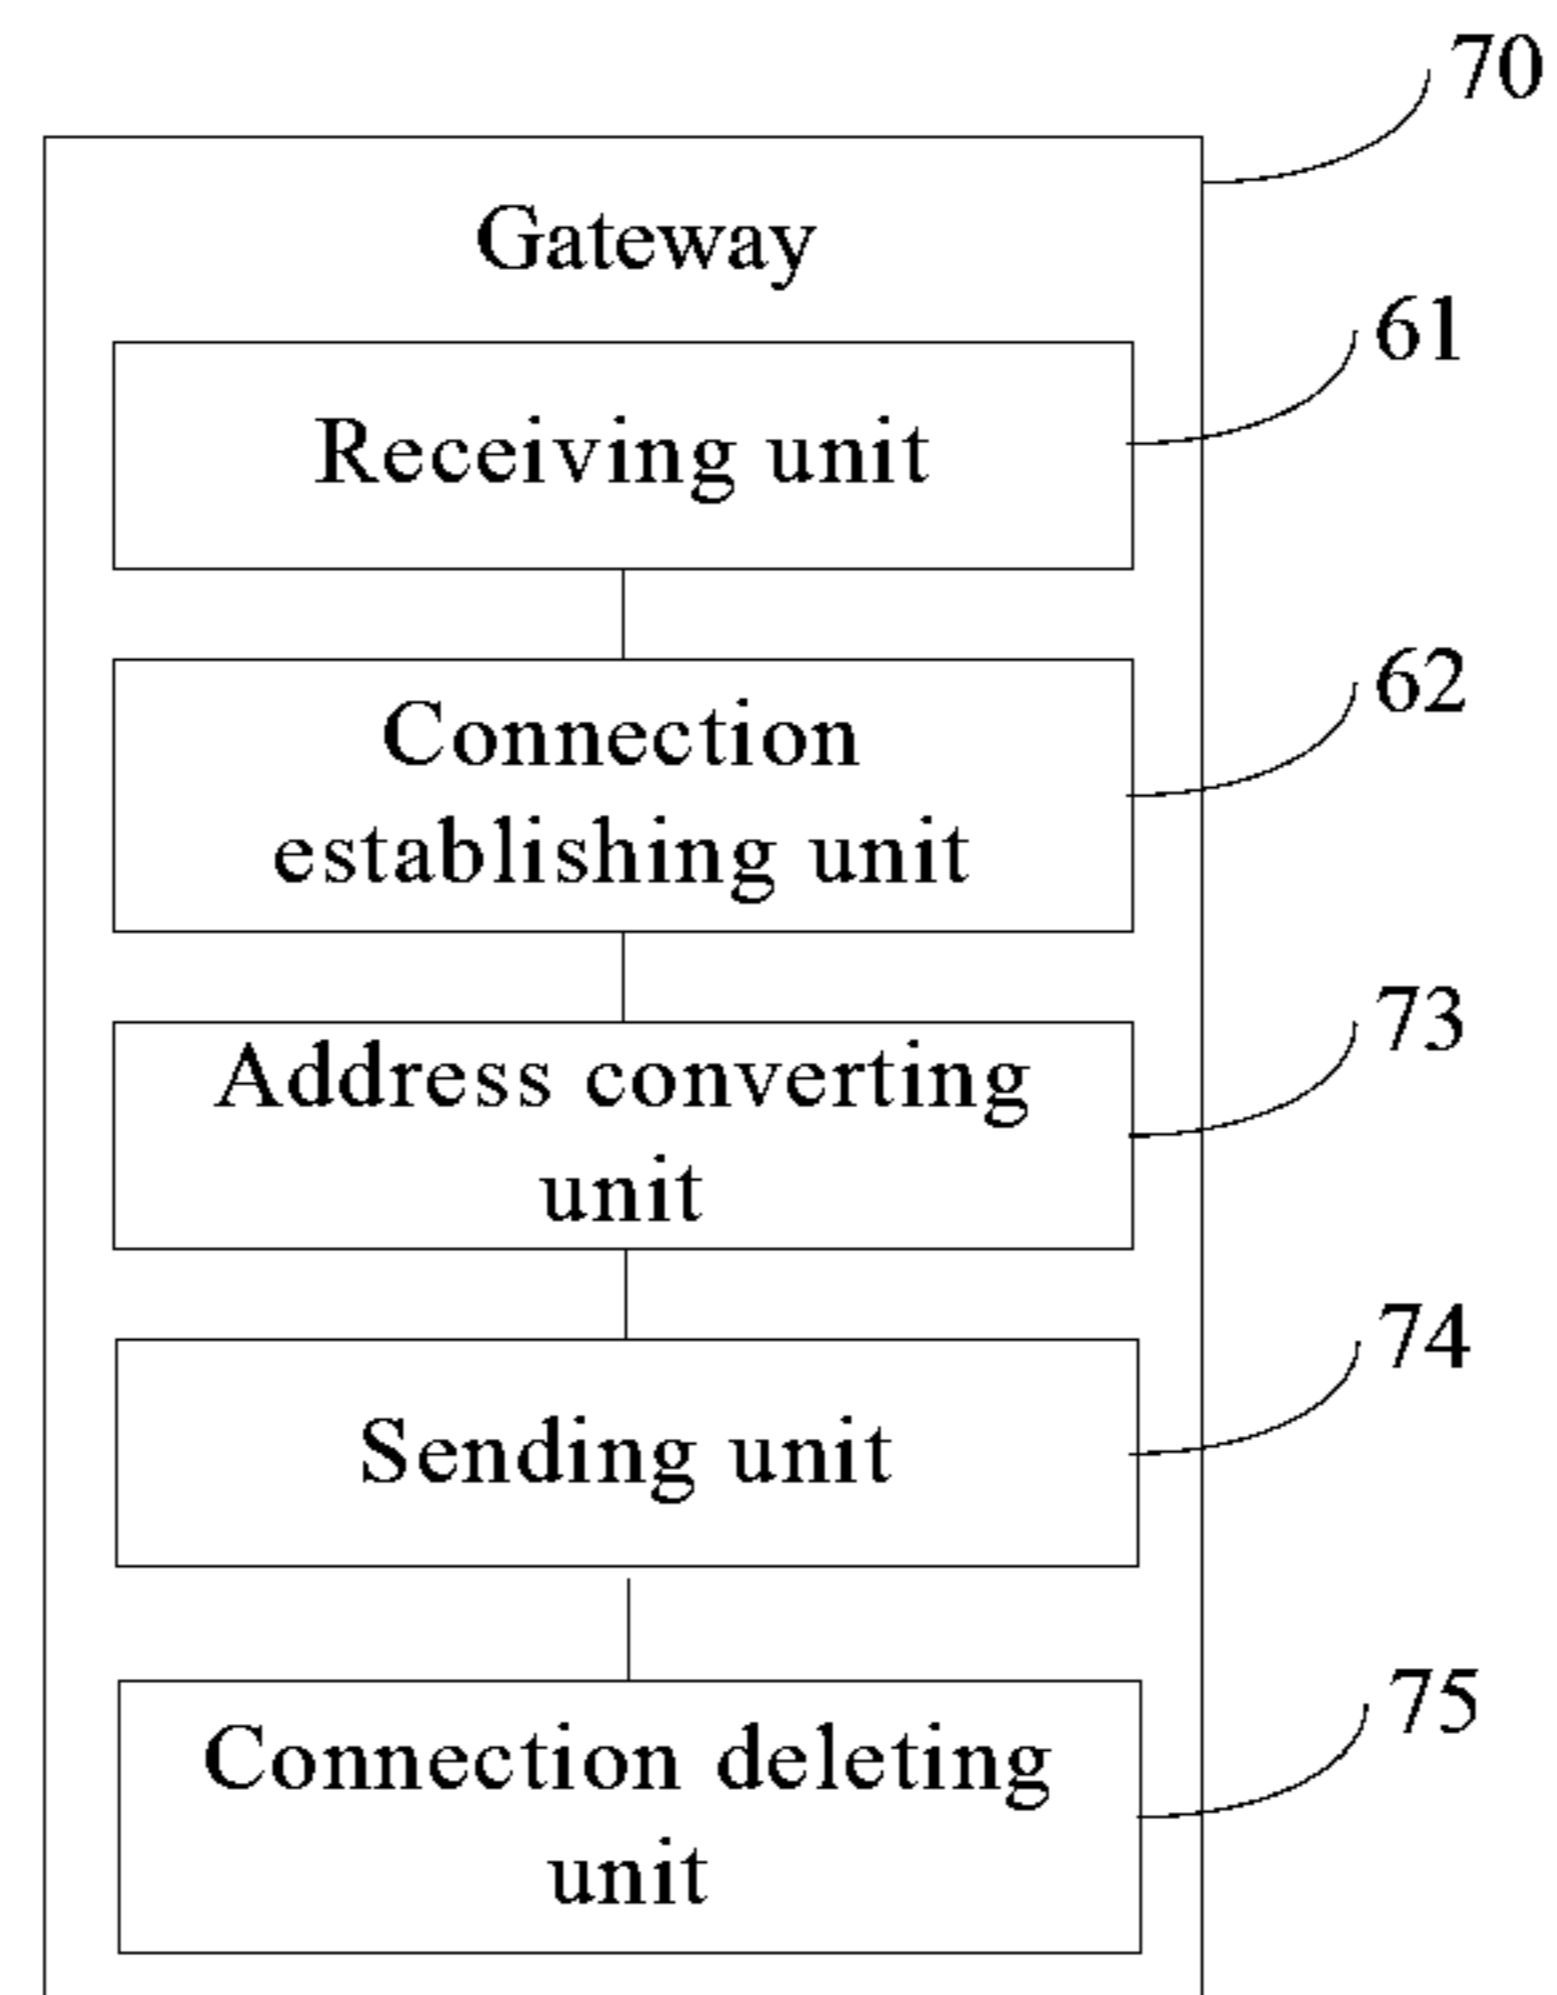 70
Gateway
61
Receiving unit
62
Connection
establishing unit
73
Address converting
unit
74
Sending unit
75
Connection deleting
unit